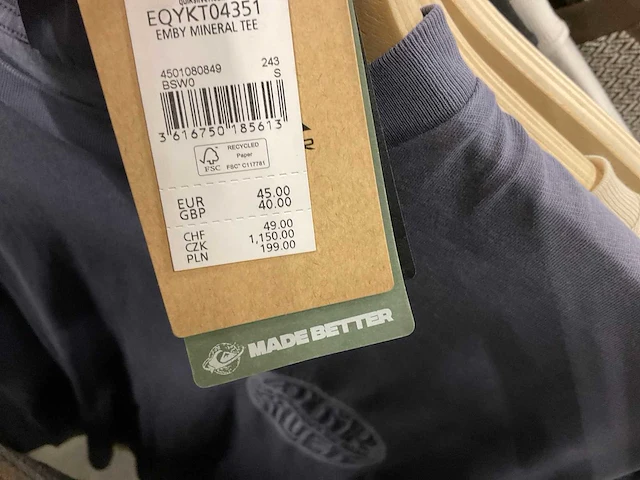 EQYKT04351
EMBY MINERAL TEE
4501080849 243
BSW0 S
3 616750 185613
RECYCLED
Paper
FSC FSC® C117781
EUR 45.00
GBP 40.00
CHF 49.00
CZK 1,150.00
PLN 199.00
MADE BETTER